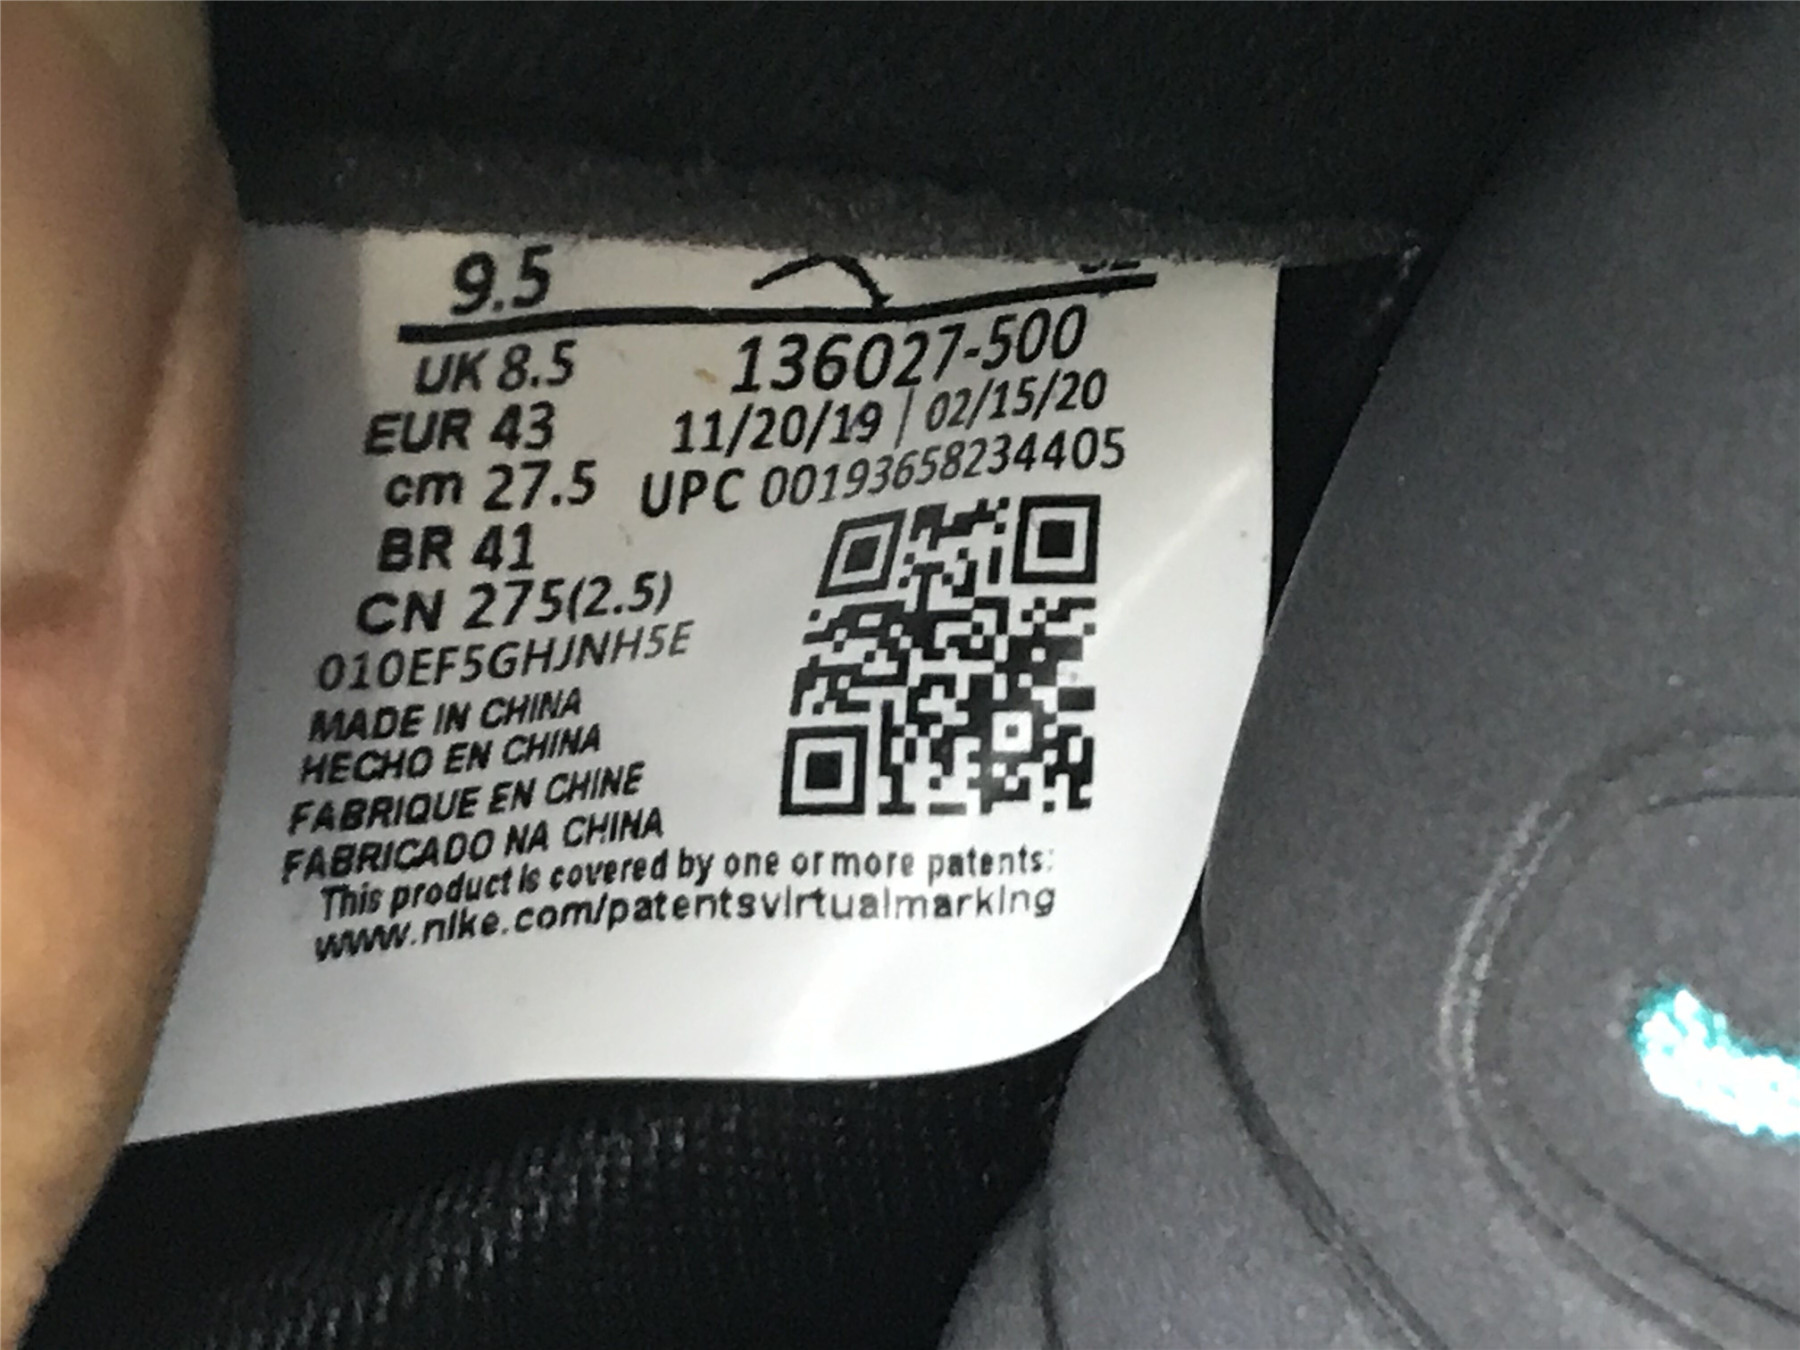 9.5
UK 8.5
EUR 43
cm 27.5
BR 41
CN 275(2.5)
136027-500
11/20/19 | 02/15/20
UPC 00193658234405
010EF5GHJNH5E
MADE IN CHINA
HECHO EN CHINA
FABRIQUE EN CHINE
FABRICADO NA CHINA
This product is covered by one or more patents:
www.nike.com/patentsvirtualmarking